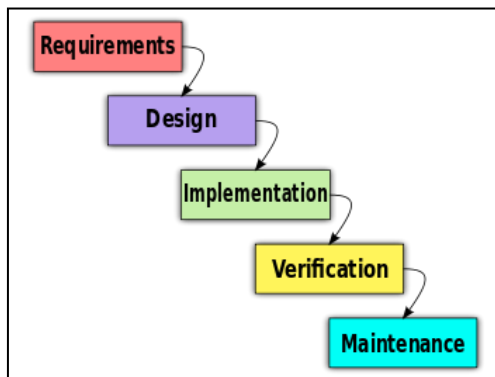 Requirements
Design
Implementation
Verification
Maintenance